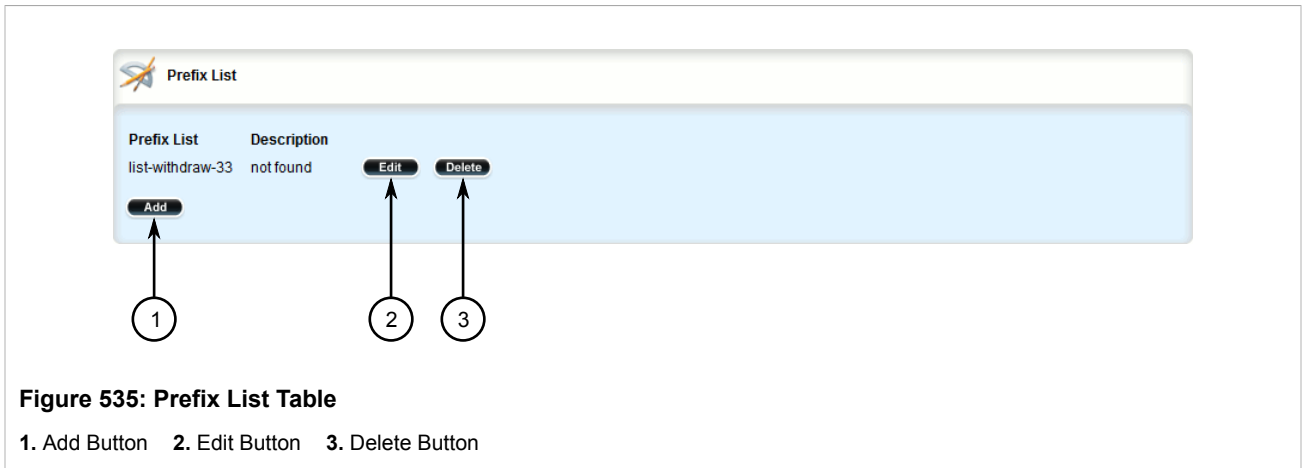 Prefix List
Prefix List Description
list-withdraw-33 not found Edit Delete
Add
1 2 3
Figure 535: Prefix List Table
1. Add Button 2. Edit Button 3. Delete Button